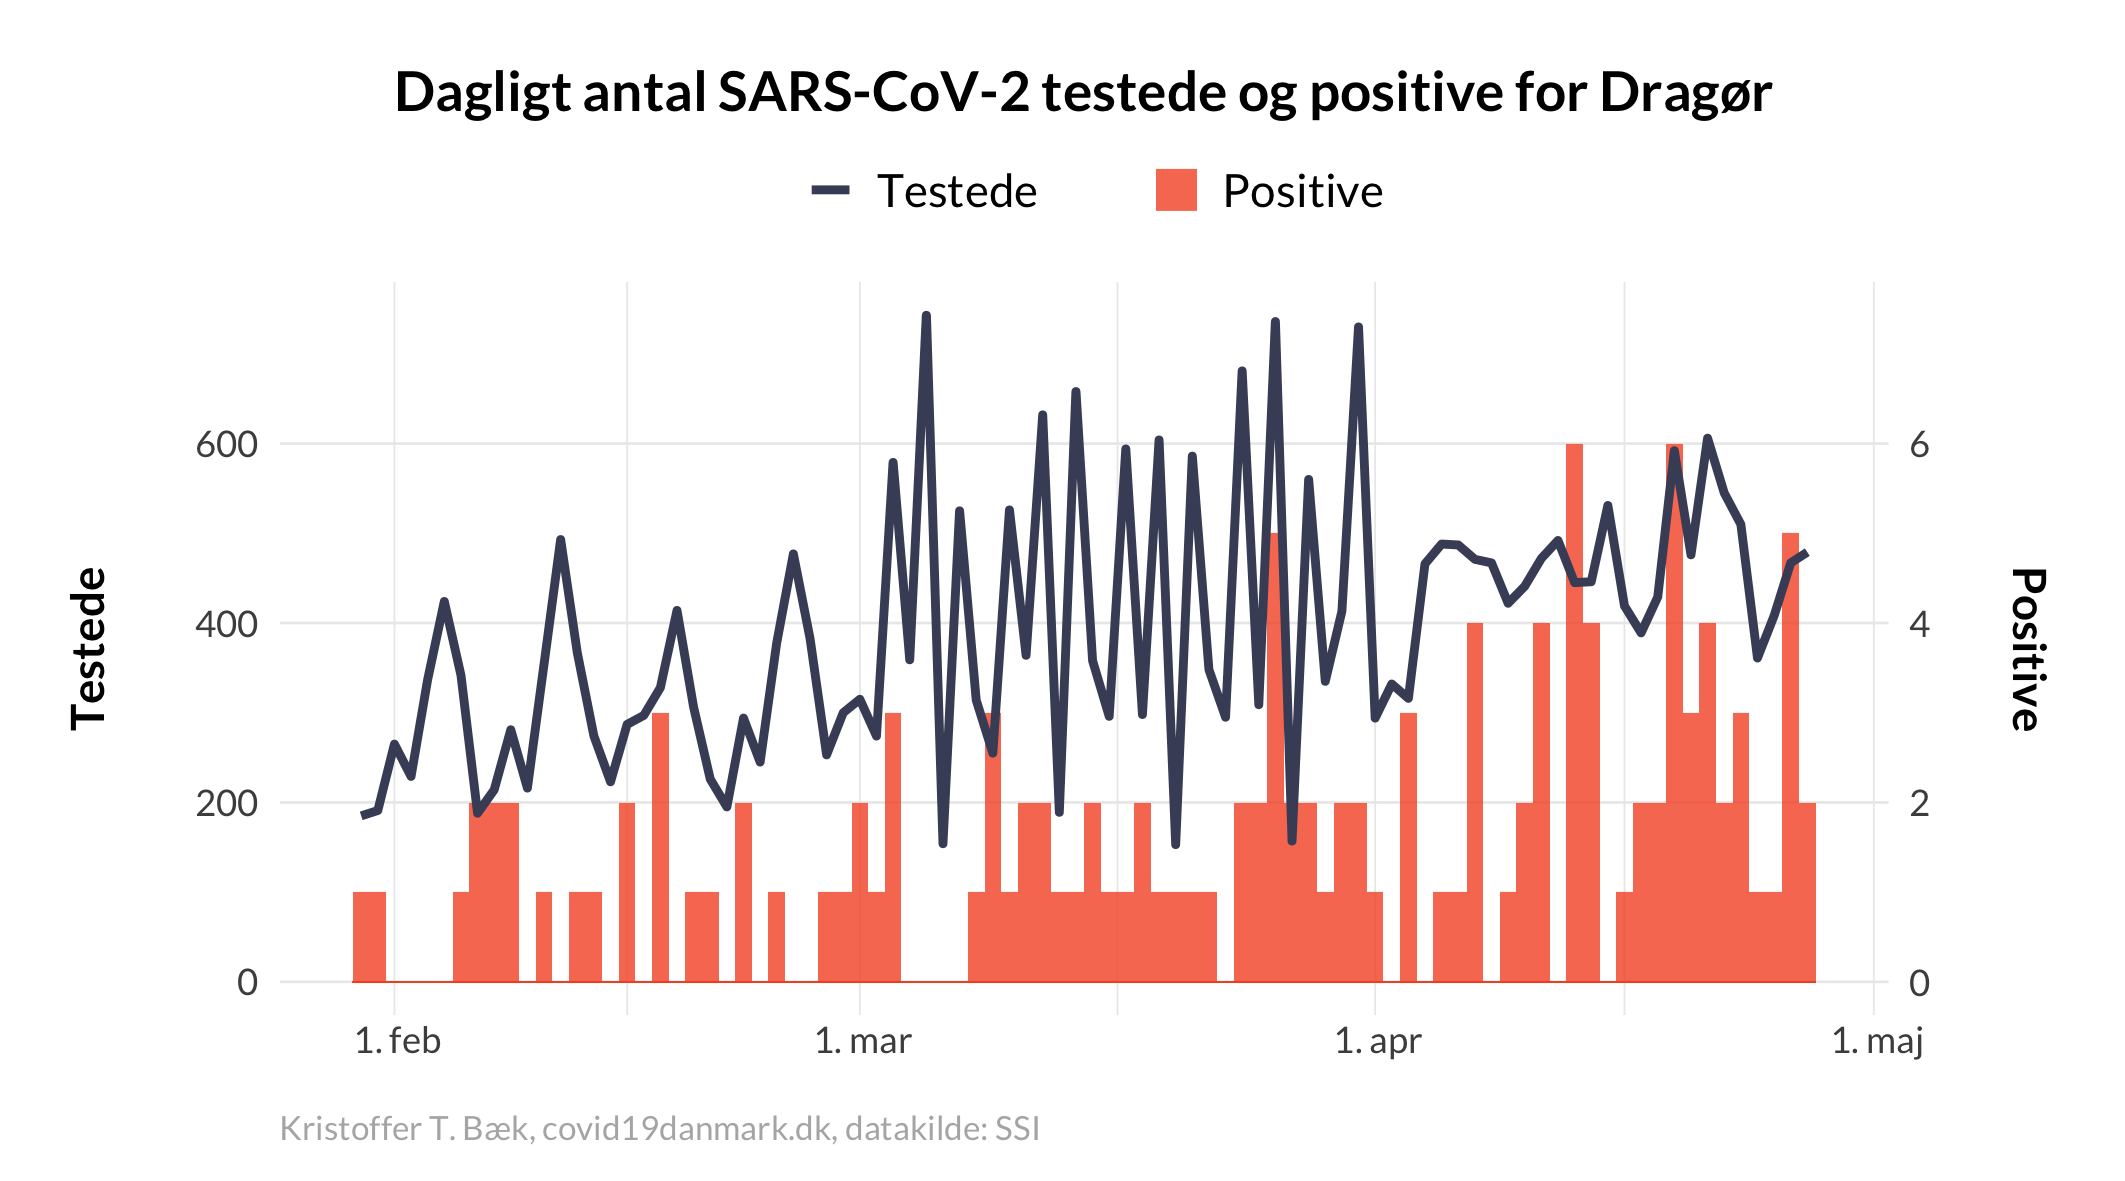 Dagligt antal SARS-CoV-2 testede og positive for Dragør
Testede
Positive
Testede
600
400
200
0
6
4
2
0
Positive
1. feb
1. mar
1. apr
1. maj
Kristoffer T. Bæk, covid19danmark.dk, datakilde: SSI